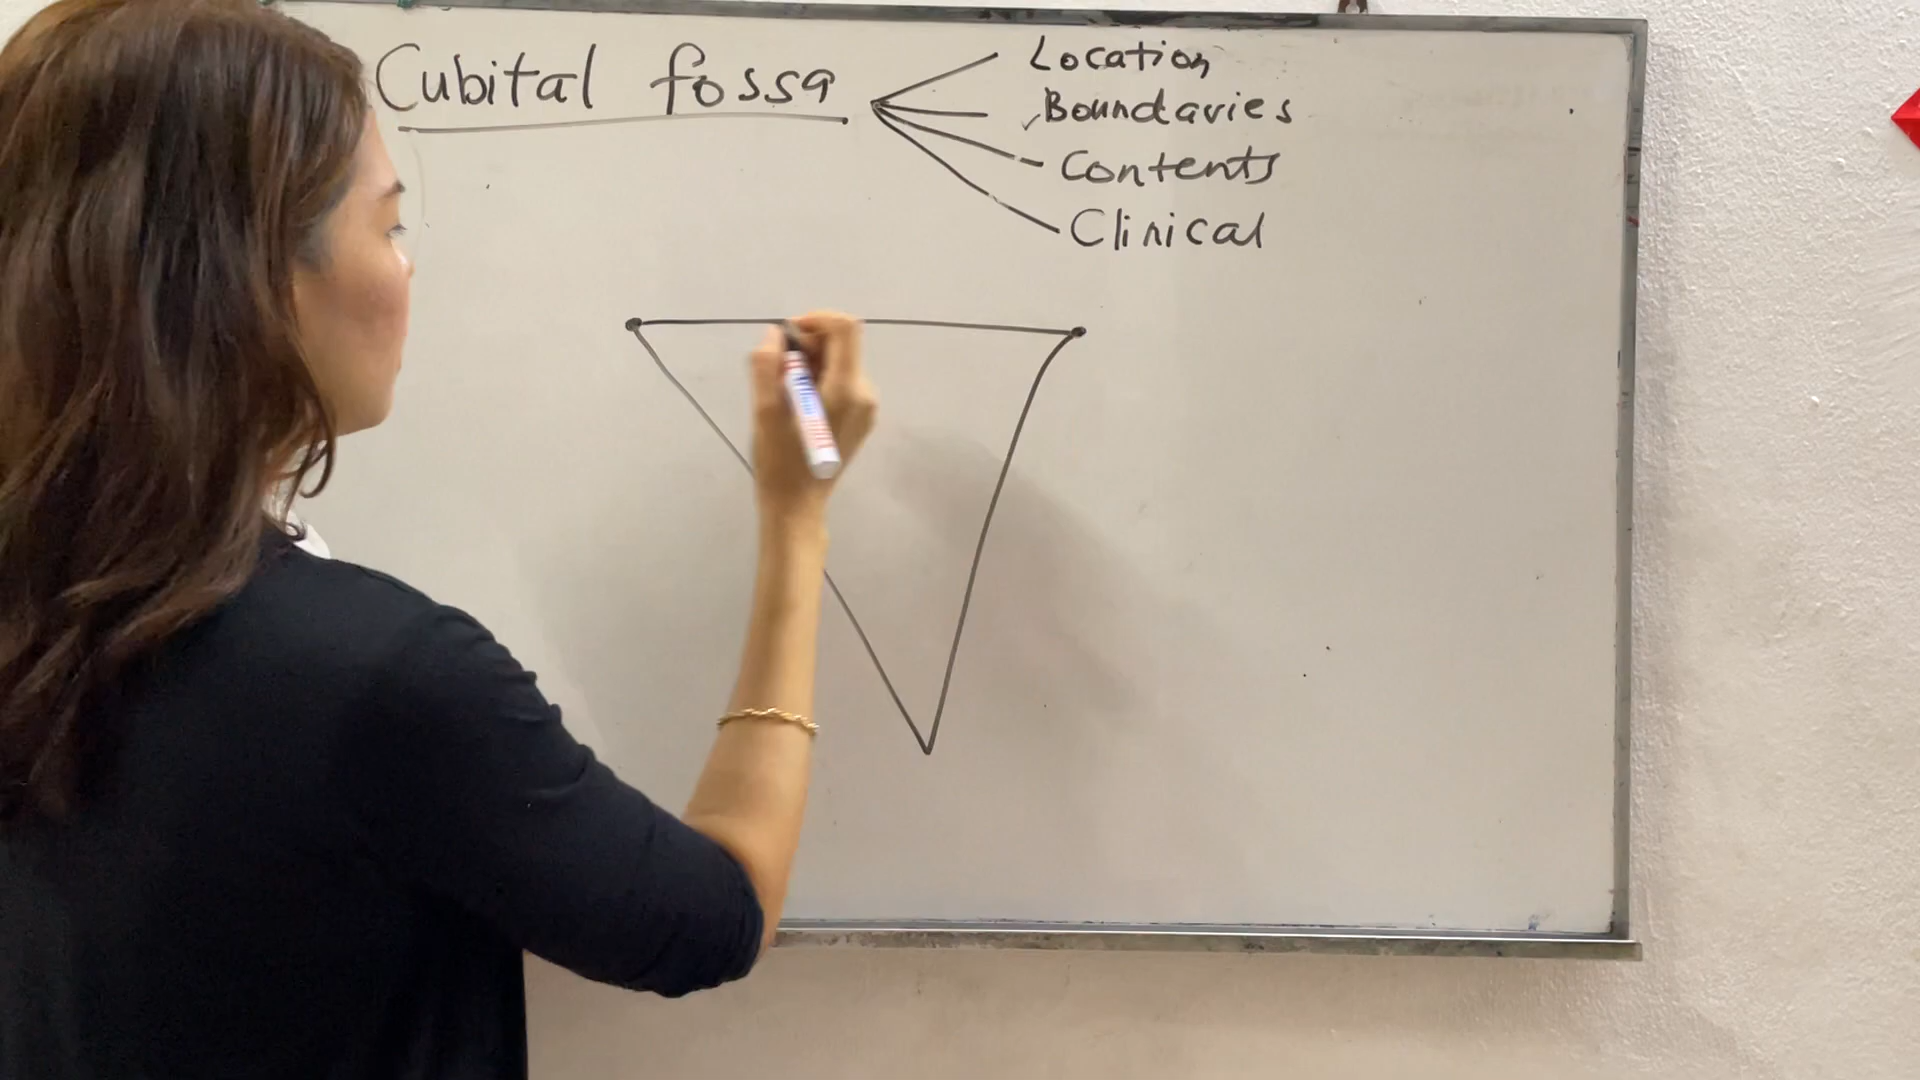 Cubital fossa
Location
Boundaries
Contents
Clinical